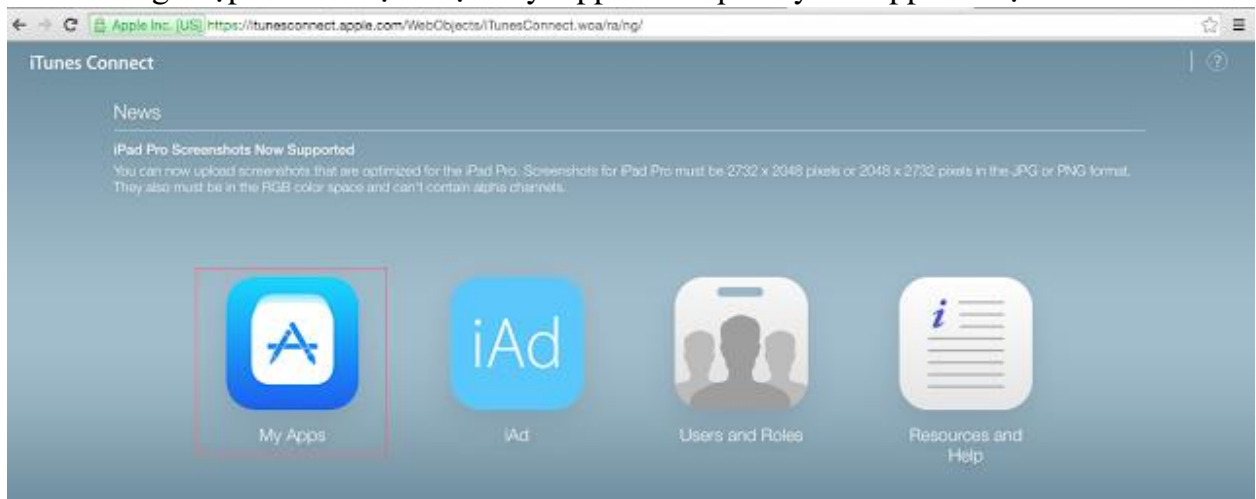 Apple Inc. [US] https://itunesconnect.apple.com/WebObjects/iTunesConnect.woa/ra/ng/
iTunes Connect
News
iPad Pro Screenshots Now Supported
You can now upload screenshots that are optimized for the iPad Pro. Screenshots for iPad Pro must be 2732 x 2048 pixels or 2048 x 2732 pixels in the JPG or PNG format.
They also must be in the RGB color space and can't contain alpha channels.
iAd
My Apps
iAd
Users and Roles
Resources and
Help